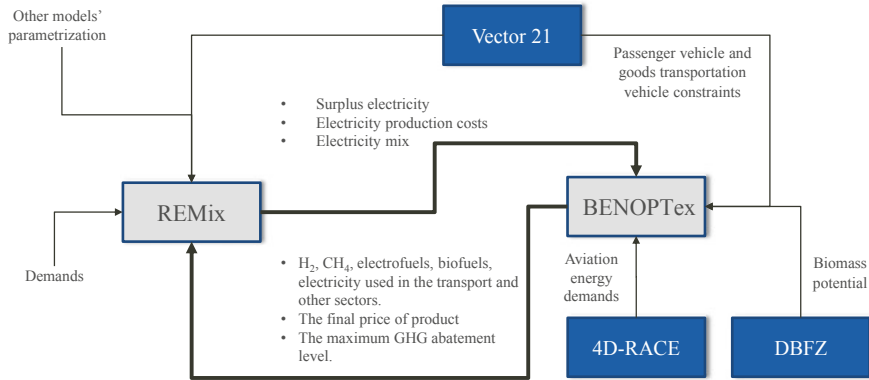 Other models'
parametrization
Vector 21
Passenger vehicle and
goods transportation
vehicle constraints
• Surplus electricity
• Electricity production costs
• Electricity mix
REMix
BENOPTex
Demands
• H₂, CH₄, electrofuels, biofuels,
electricity used in the transport and
other sectors.
• The final price of product
• The maximum GHG abatement
level.
Aviation
energy
demands
Biomass
potential
4D-RACE
DBFZ